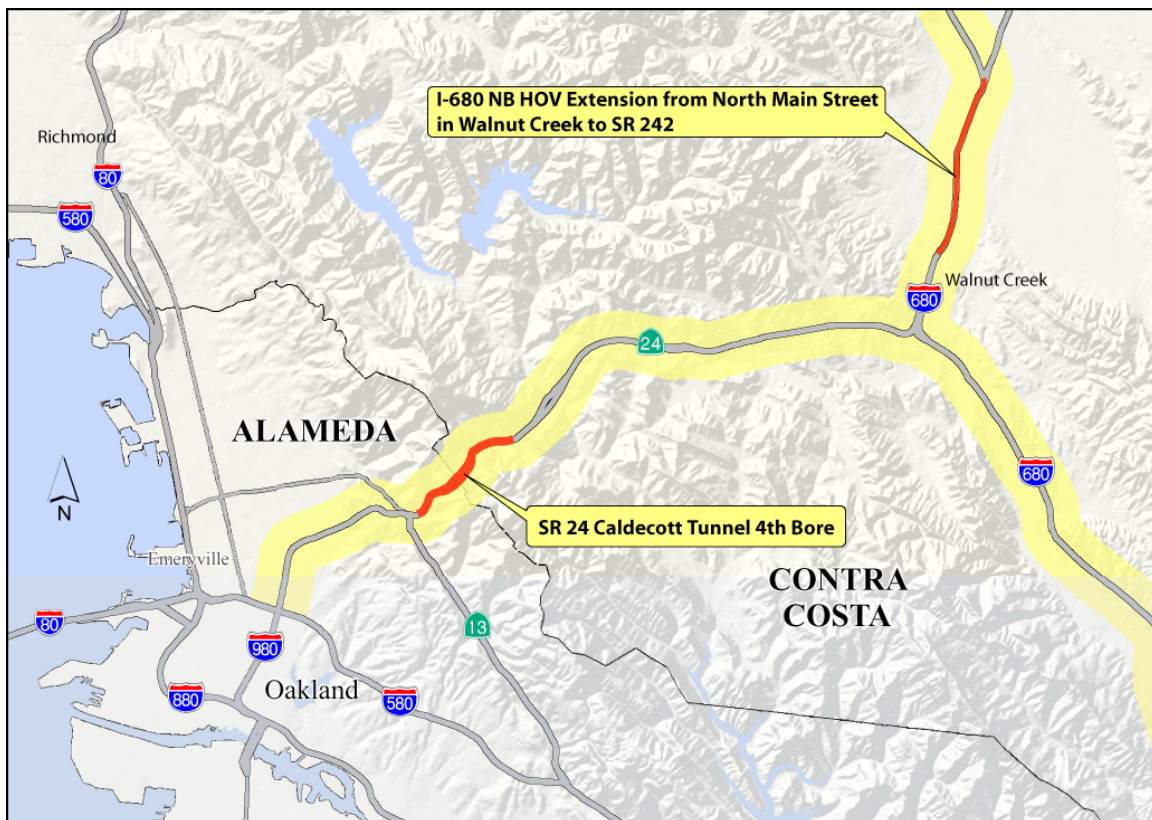 I-680 NB HOV Extension from North Main Street
in Walnut Creek to SR 242
Richmond
80
580
Walnut Creek
680
24
ALAMEDA
680
SR 24 Caldecott Tunnel 4th Bore
N
Emeryville
CONTRA
COSTA
80
13
980
Oakland
880
580